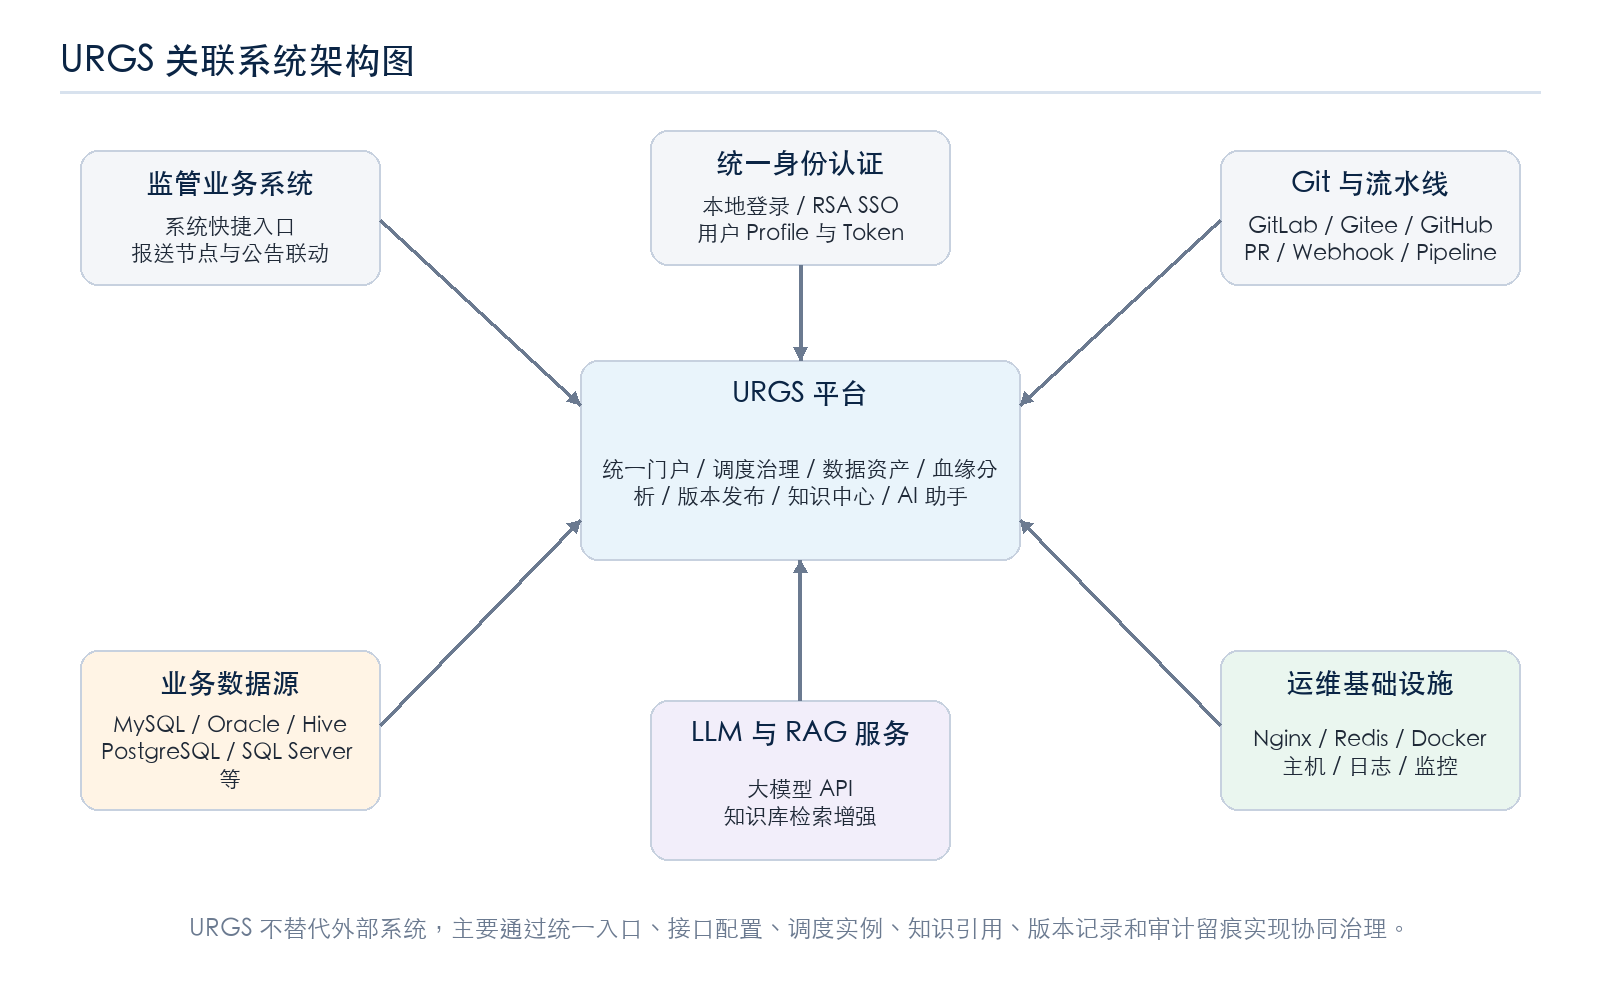 URGS 关联系统架构图
监管业务系统
系统快捷入口
报送节点与公告联动
统一身份认证
本地登录 / RSA SSO
用户 Profile 与 Token
Git 与流水线
GitLab / Gitee / GitHub
PR / Webhook / Pipeline
URGS 平台
统一门户 / 调度治理 / 数据资产 / 血缘分
析 / 版本发布 / 知识中心 / AI 助手
业务数据源
MySQL / Oracle / Hive
PostgreSQL / SQL Server
等
LLM 与 RAG 服务
大模型 API
知识库检索增强
运维基础设施
Nginx / Redis / Docker
主机 / 日志 / 监控
URGS 不替代外部系统，主要通过统一入口、接口配置、调度实例、知识引用、版本记录和审计留痕实现协同治理。